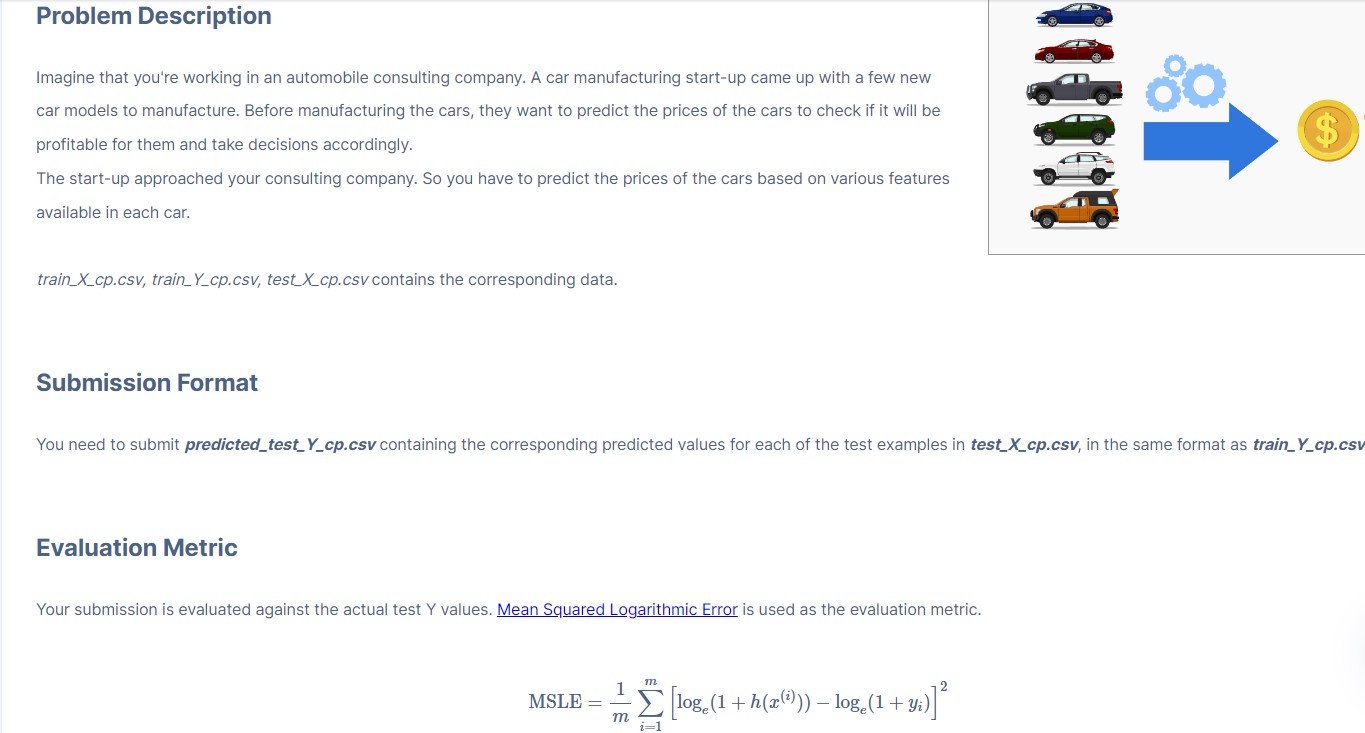 Problem Description
Imagine that you're working in an automobile consulting company. A car manufacturing start-up came up with a few new
car models to manufacture. Before manufacturing the cars, they want to predict the prices of the cars to check if it will be
profitable for them and take decisions accordingly.
The start-up approached your consulting company. So you have to predict the prices of the cars based on various features
available in each car.
train_X_cp.csv, train_Y_cp.csv, test_X_cp.csv contains the corresponding data.
$
Submission Format
You need to submit predicted_test_Y_cp.csv containing the corresponding predicted values for each of the test examples in test_X_cp.csv, in the same format as train_Y_cp.csv
Evaluation Metric
Your submission is evaluated against the actual test Y values. Mean Squared Logarithmic Error is used as the evaluation metric.
MSLE = \frac{1}{m} \sum_{i=1}^{m} [log_e(1 + h(x^{(i)})) − log_e(1 + y_i)]^2